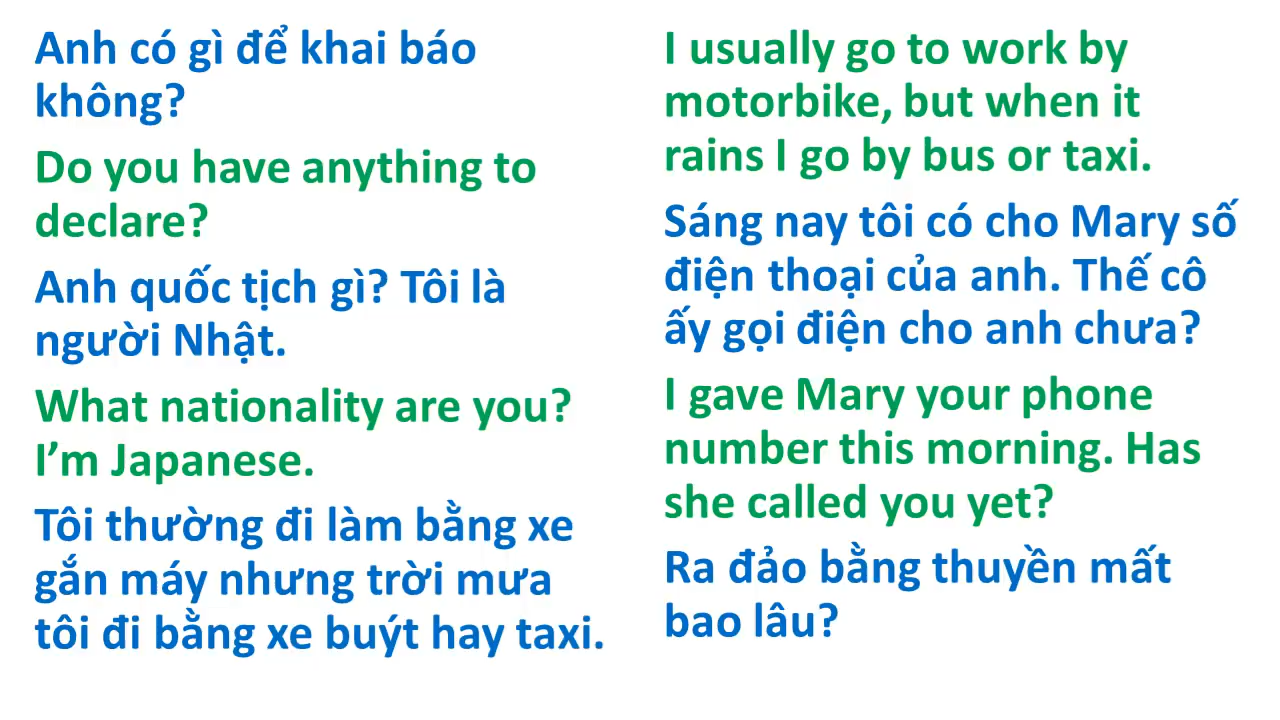 Anh có gì để khai báo
không?
Do you have anything to
declare?
Anh quốc tịch gì? Tôi là
người Nhật.
What nationality are you?
I’m Japanese.
Tôi thường đi làm bằng xe
gắn máy nhưng trời mưa
tôi đi bằng xe buýt hay taxi.
I usually go to work by
motorbike, but when it
rains I go by bus or taxi.
Sáng nay tôi có cho Mary số
điện thoại của anh. Thế cô
ấy gọi điện cho anh chưa?
I gave Mary your phone
number this morning. Has
she called you yet?
Ra đảo bằng thuyền mất
bao lâu?